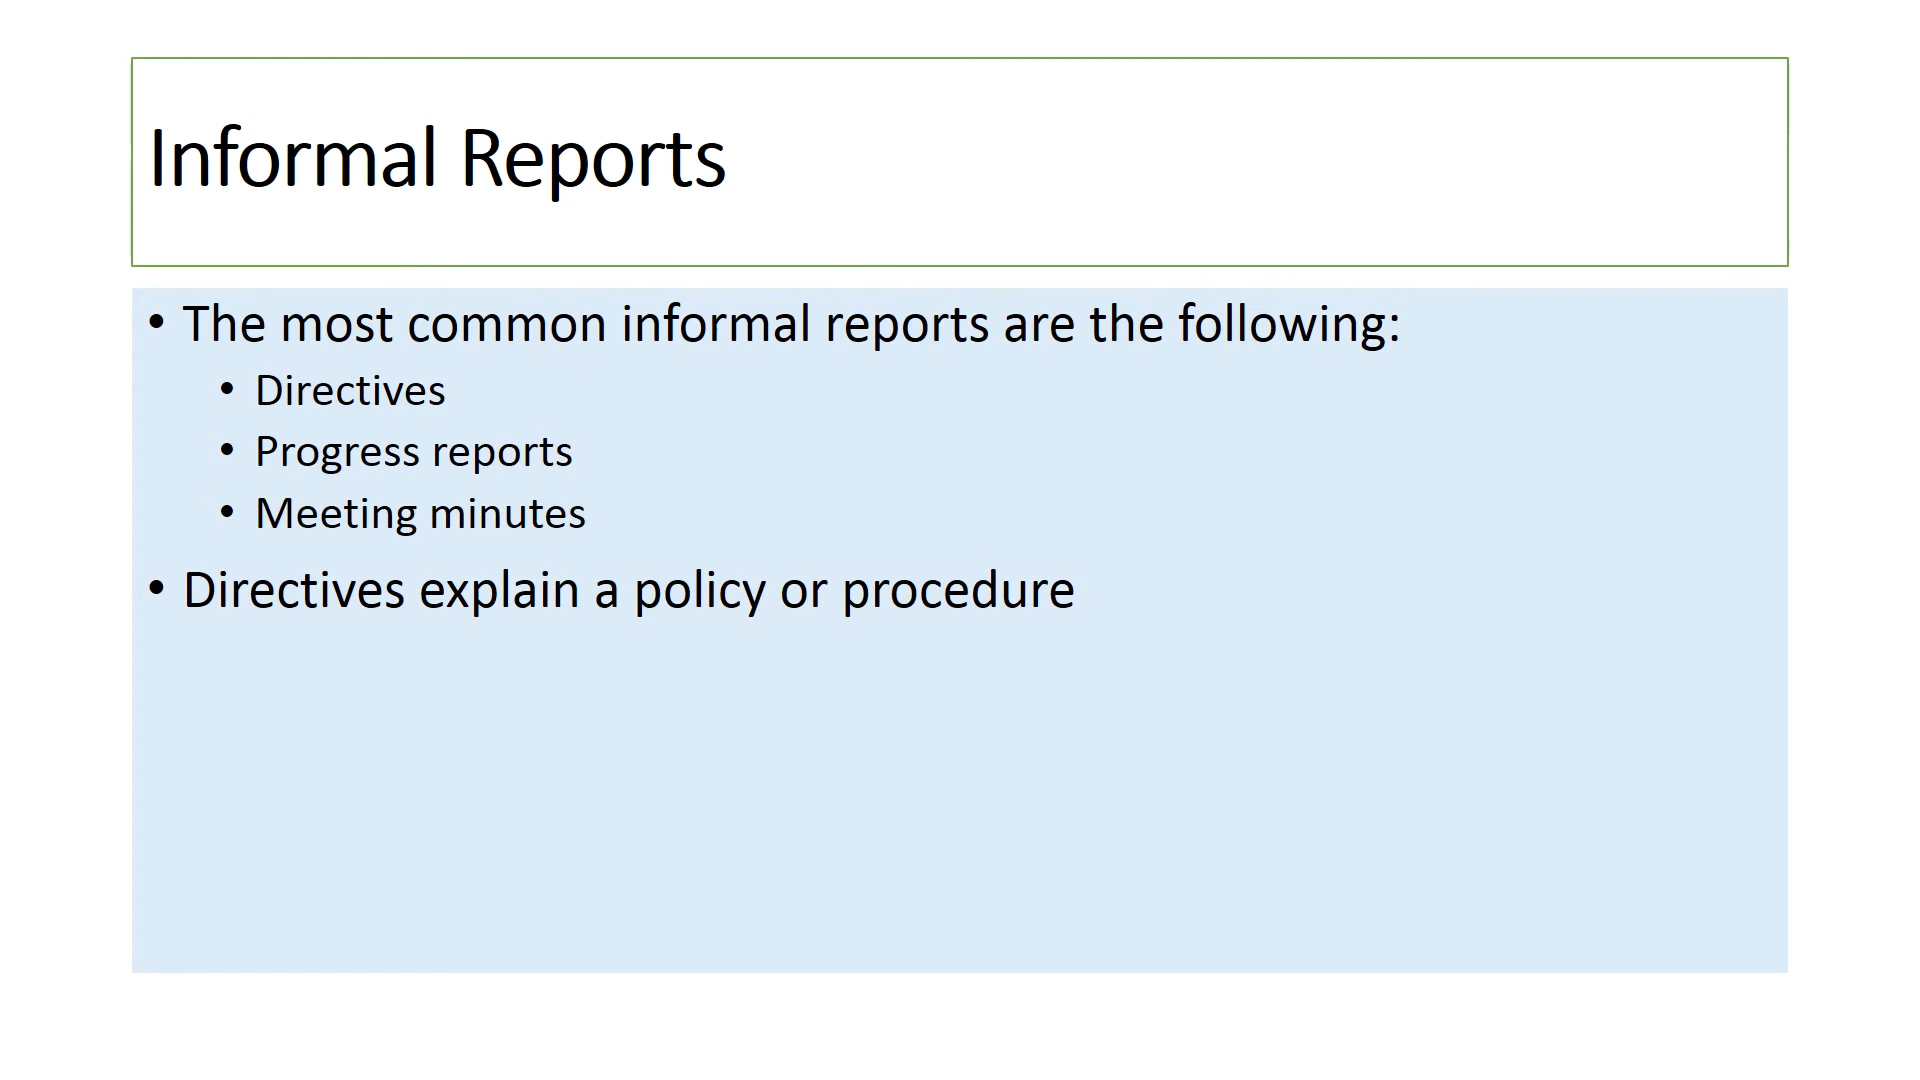 Informal Reports
• The most common informal reports are the following:
• Directives
• Progress reports
• Meeting minutes
• Directives explain a policy or procedure